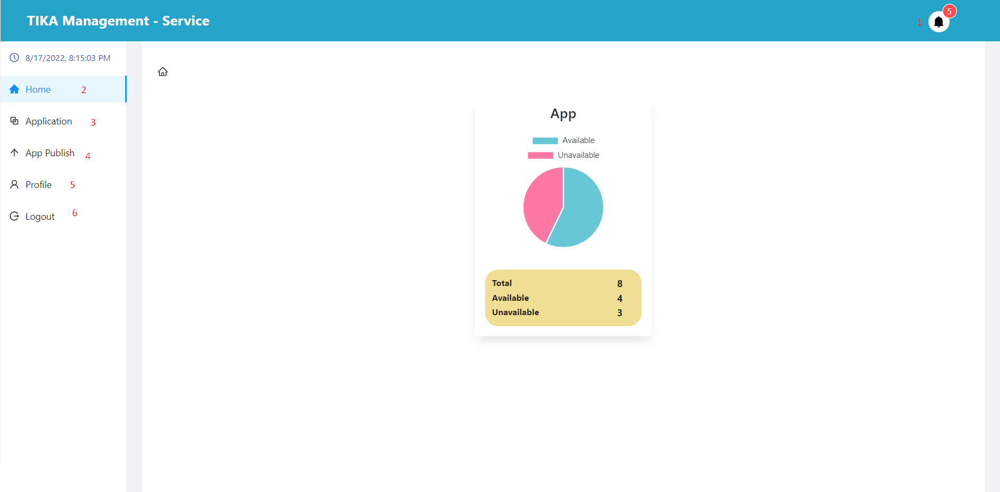 TIKA Management - Service
1
5
8/17/2022, 8:15:03 PM
Home 2
Application 3
App Publish 4
Profile 5
Logout 6
App
Available
Unavailable
Total 8
Available 4
Unavailable 3